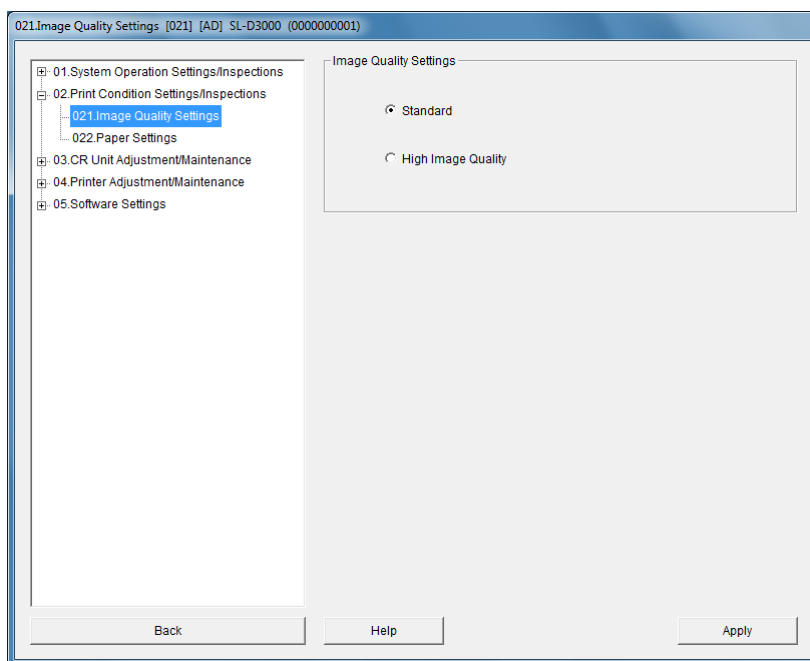 021.Image Quality Settings [021] [AD] SL-D3000 (0000000001)
01.System Operation Settings/Inspections
02.Print Condition Settings/Inspections
021.Image Quality Settings
022.Paper Settings
03.CR Unit Adjustment/Maintenance
04.Printer Adjustment/Maintenance
05.Software Settings
Image Quality Settings
Standard
High Image Quality
Back
Help
Apply